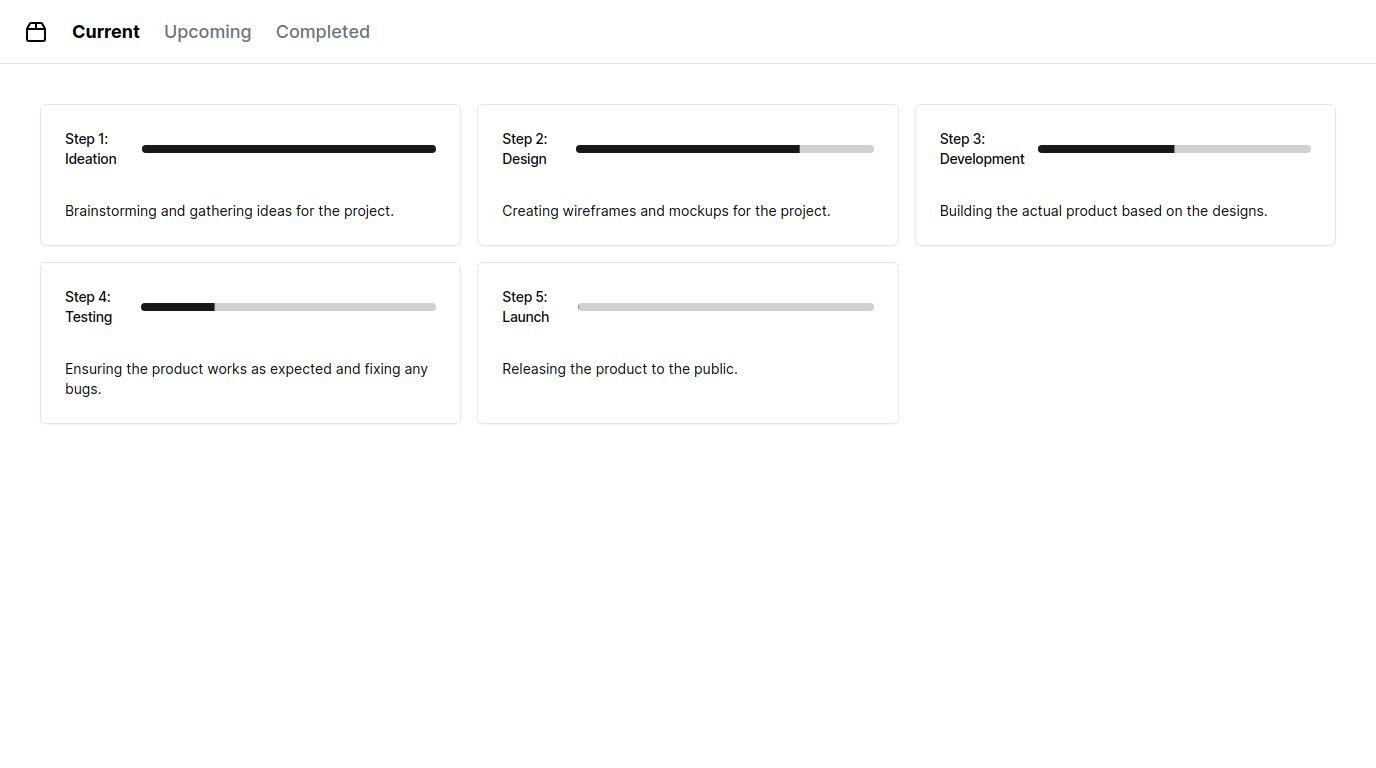 Current Upcoming Completed
Step 1:
Ideation
Brainstorming and gathering ideas for the project.
Step 2:
Design
Creating wireframes and mockups for the project.
Step 3:
Development
Building the actual product based on the designs.
Step 4:
Testing
Ensuring the product works as expected and fixing any
bugs.
Step 5:
Launch
Releasing the product to the public.